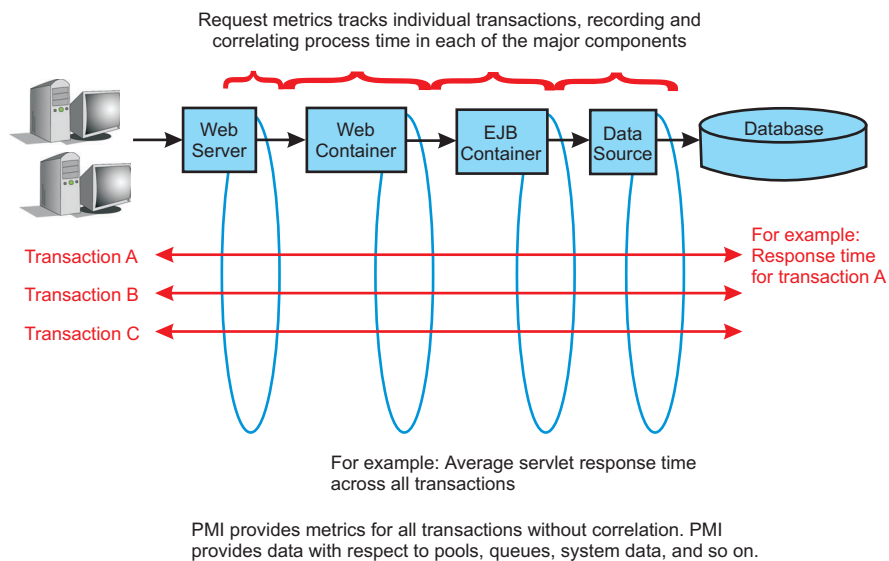 Request metrics tracks individual transactions, recording and
correlating process time in each of the major components
Web
Server
Web
Container
EJB
Container
Data
Source
Database
Transaction A
Transaction B
Transaction C
For example:
Response time
for transaction A
For example: Average servlet response time
across all transactions
PMI provides metrics for all transactions without correlation. PMI
provides data with respect to pools, queues, system data, and so on.